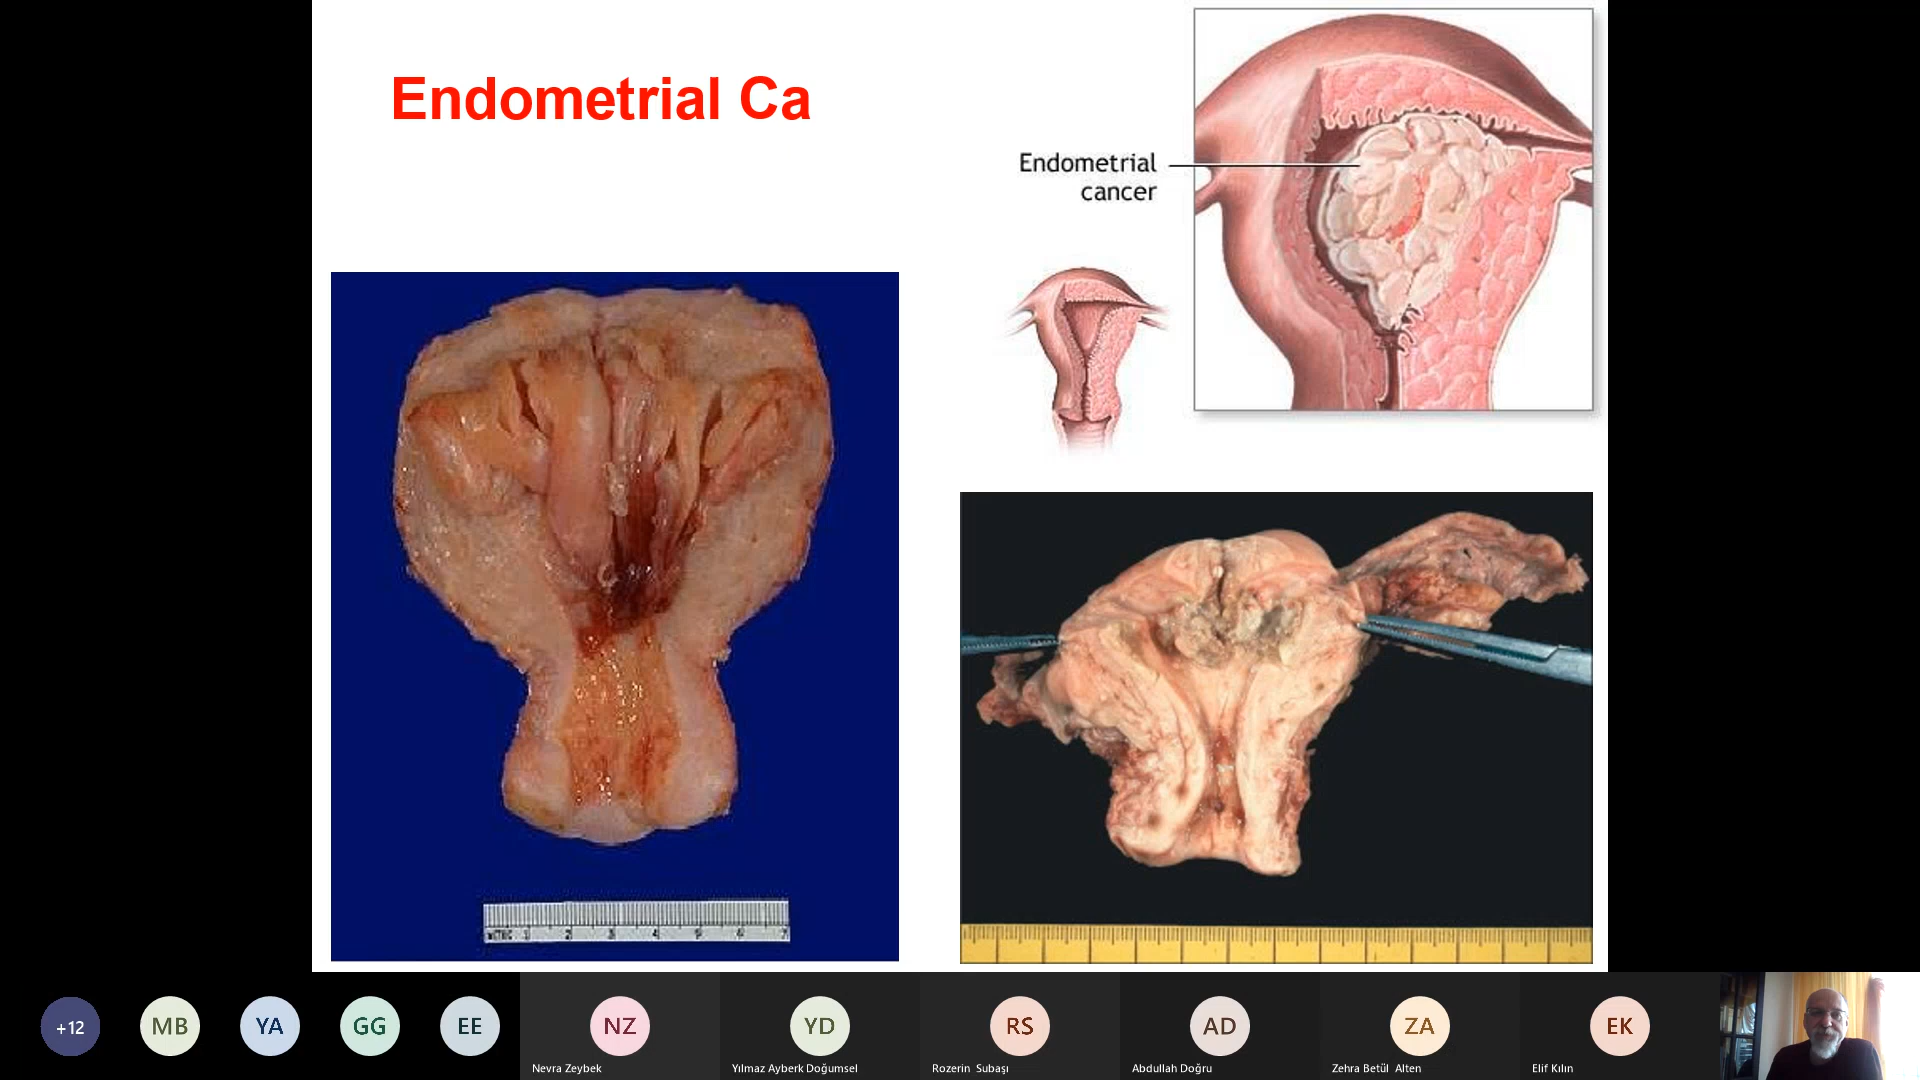 Endometrial Ca
Endometrial
cancer
+12
MB
YA
GG
EE
NZ
YD
RS
AD
ZA
EK
Nevra Zeybek
Yılmaz Ayberk Doğumsel
Rozerin Subaşı
Abdullah Doğru
Zehra Betül Alten
Elif Kılın